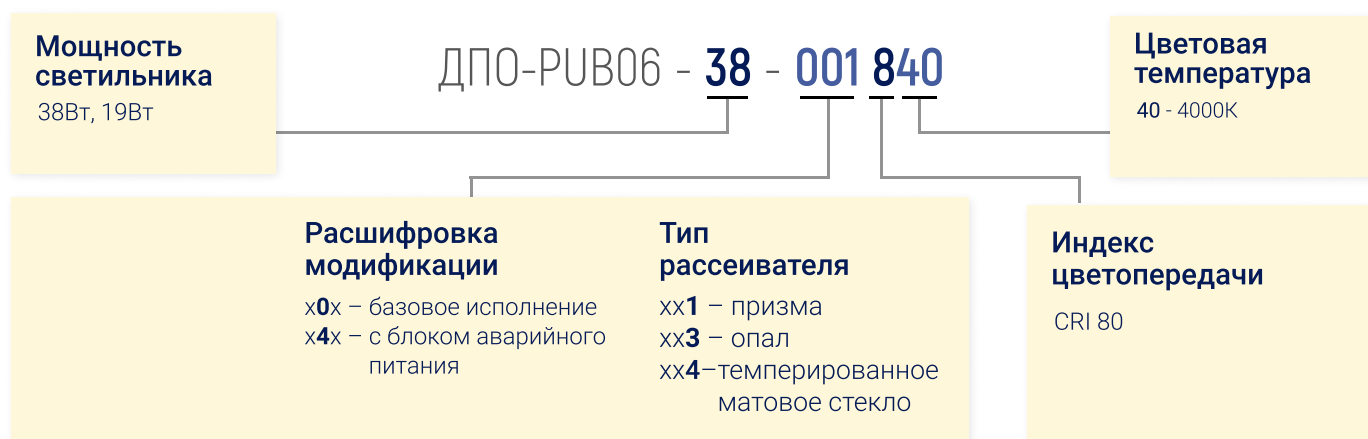 Мощность
светильника
38Вт, 19Вт
ДПО-PUB06 - 38 - 001 840
Цветовая
температура
40 - 4000К
Расшифровка
модификации
х0х – базовое исполнение
х4х – с блоком аварийного
питания
Тип
рассеивателя
хх1 – призма
хх3 – опал
хх4–темперированное
матовое стекло
Индекс
цветопередачи
CRI 80